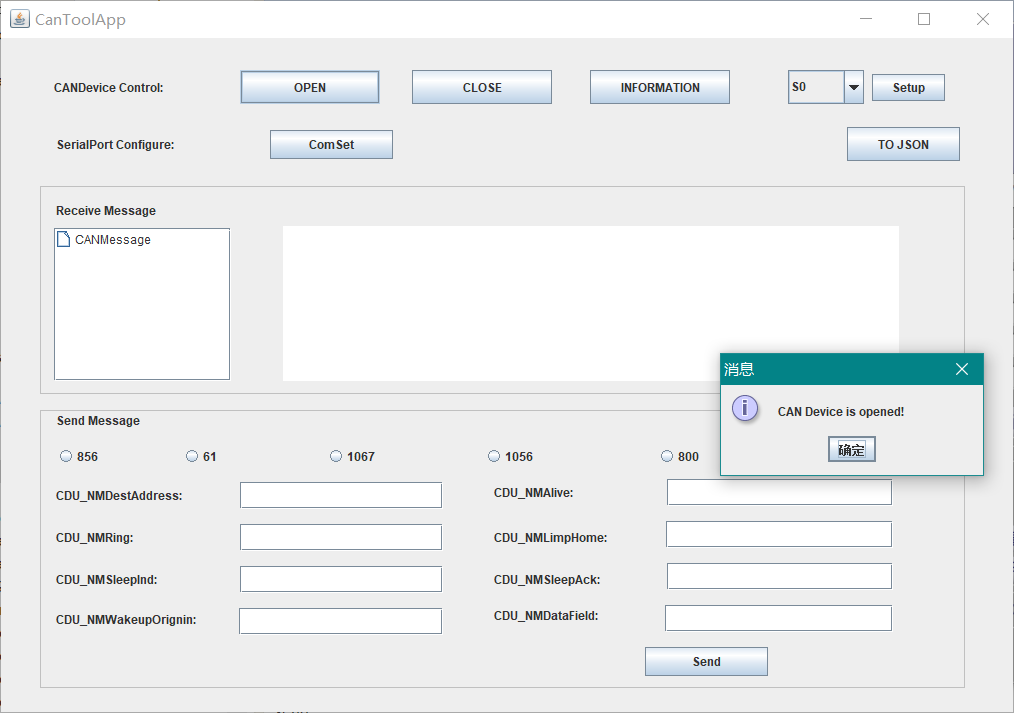 CanToolApp
CANDevice Control: OPEN CLOSE INFORMATION S0 Setup
SerialPort Configure: ComSet TO JSON
Receive Message
CANMessage
消息
CAN Device is opened!
确定
Send Message
856 61 1067 1056 800
CDU_NMDestAddress: CDU_NMAlive:
CDU_NMRing: CDU_NMLimpHome:
CDU_NMSleepInd: CDU_NMSleepAck:
CDU_NMWakeupOrignin: CDU_NMDataField:
Send